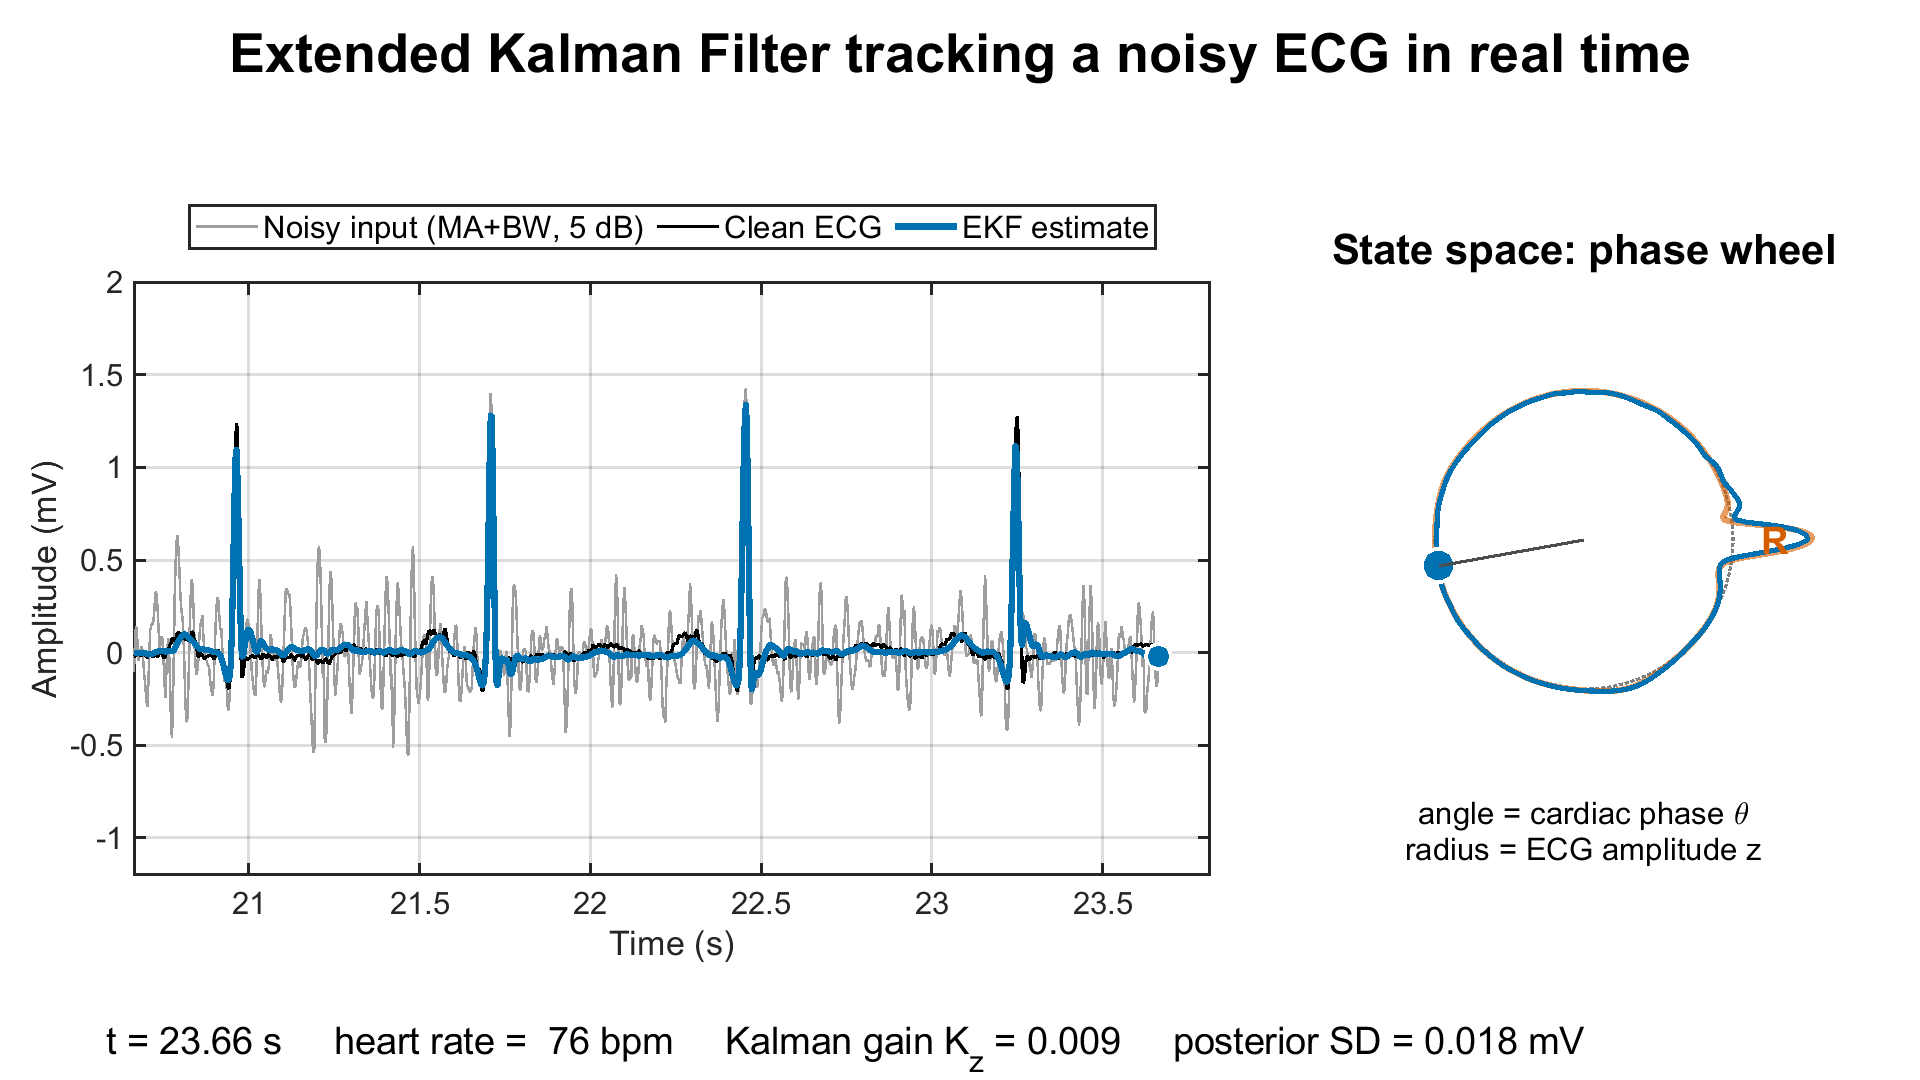 Extended Kalman Filter tracking a noisy ECG in real time
Noisy input (MA+BW, 5 dB) Clean ECG EKF estimate
State space: phase wheel
2
1.5
1
0.5
0
-0.5
-1
Amplitude (mV)
21 21.5 22 22.5 23 23.5
Time (s)
R
angle = cardiac phase θ
radius = ECG amplitude z
t = 23.66 s heart rate = 76 bpm Kalman gain K_z = 0.009 posterior SD = 0.018 mV